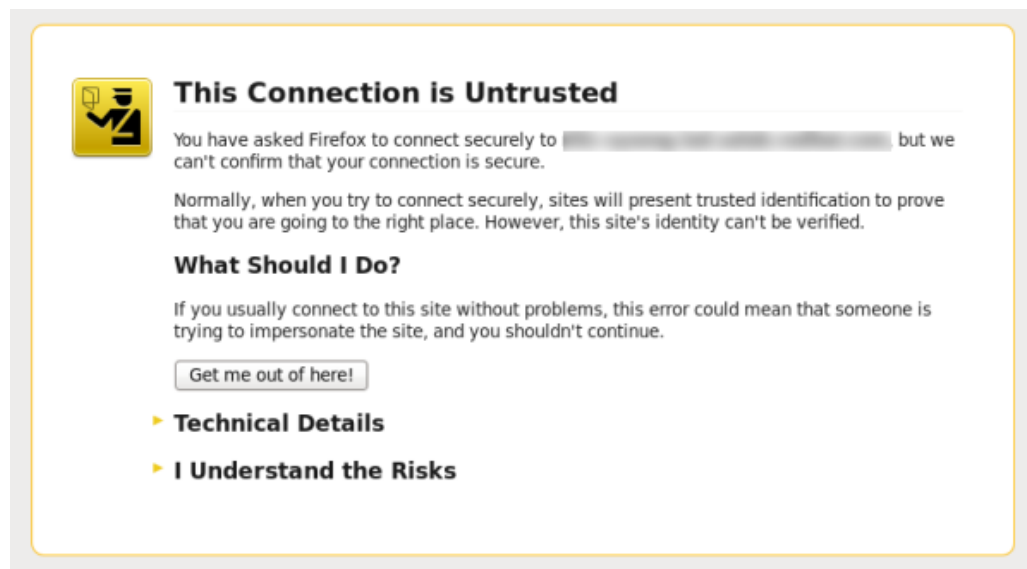 This Connection is Untrusted
You have asked Firefox to connect securely to , but we
can't confirm that your connection is secure.
Normally, when you try to connect securely, sites will present trusted identification to prove
that you are going to the right place. However, this site's identity can't be verified.
What Should I Do?
If you usually connect to this site without problems, this error could mean that someone is
trying to impersonate the site, and you shouldn't continue.
Get me out of here!
Technical Details
I Understand the Risks